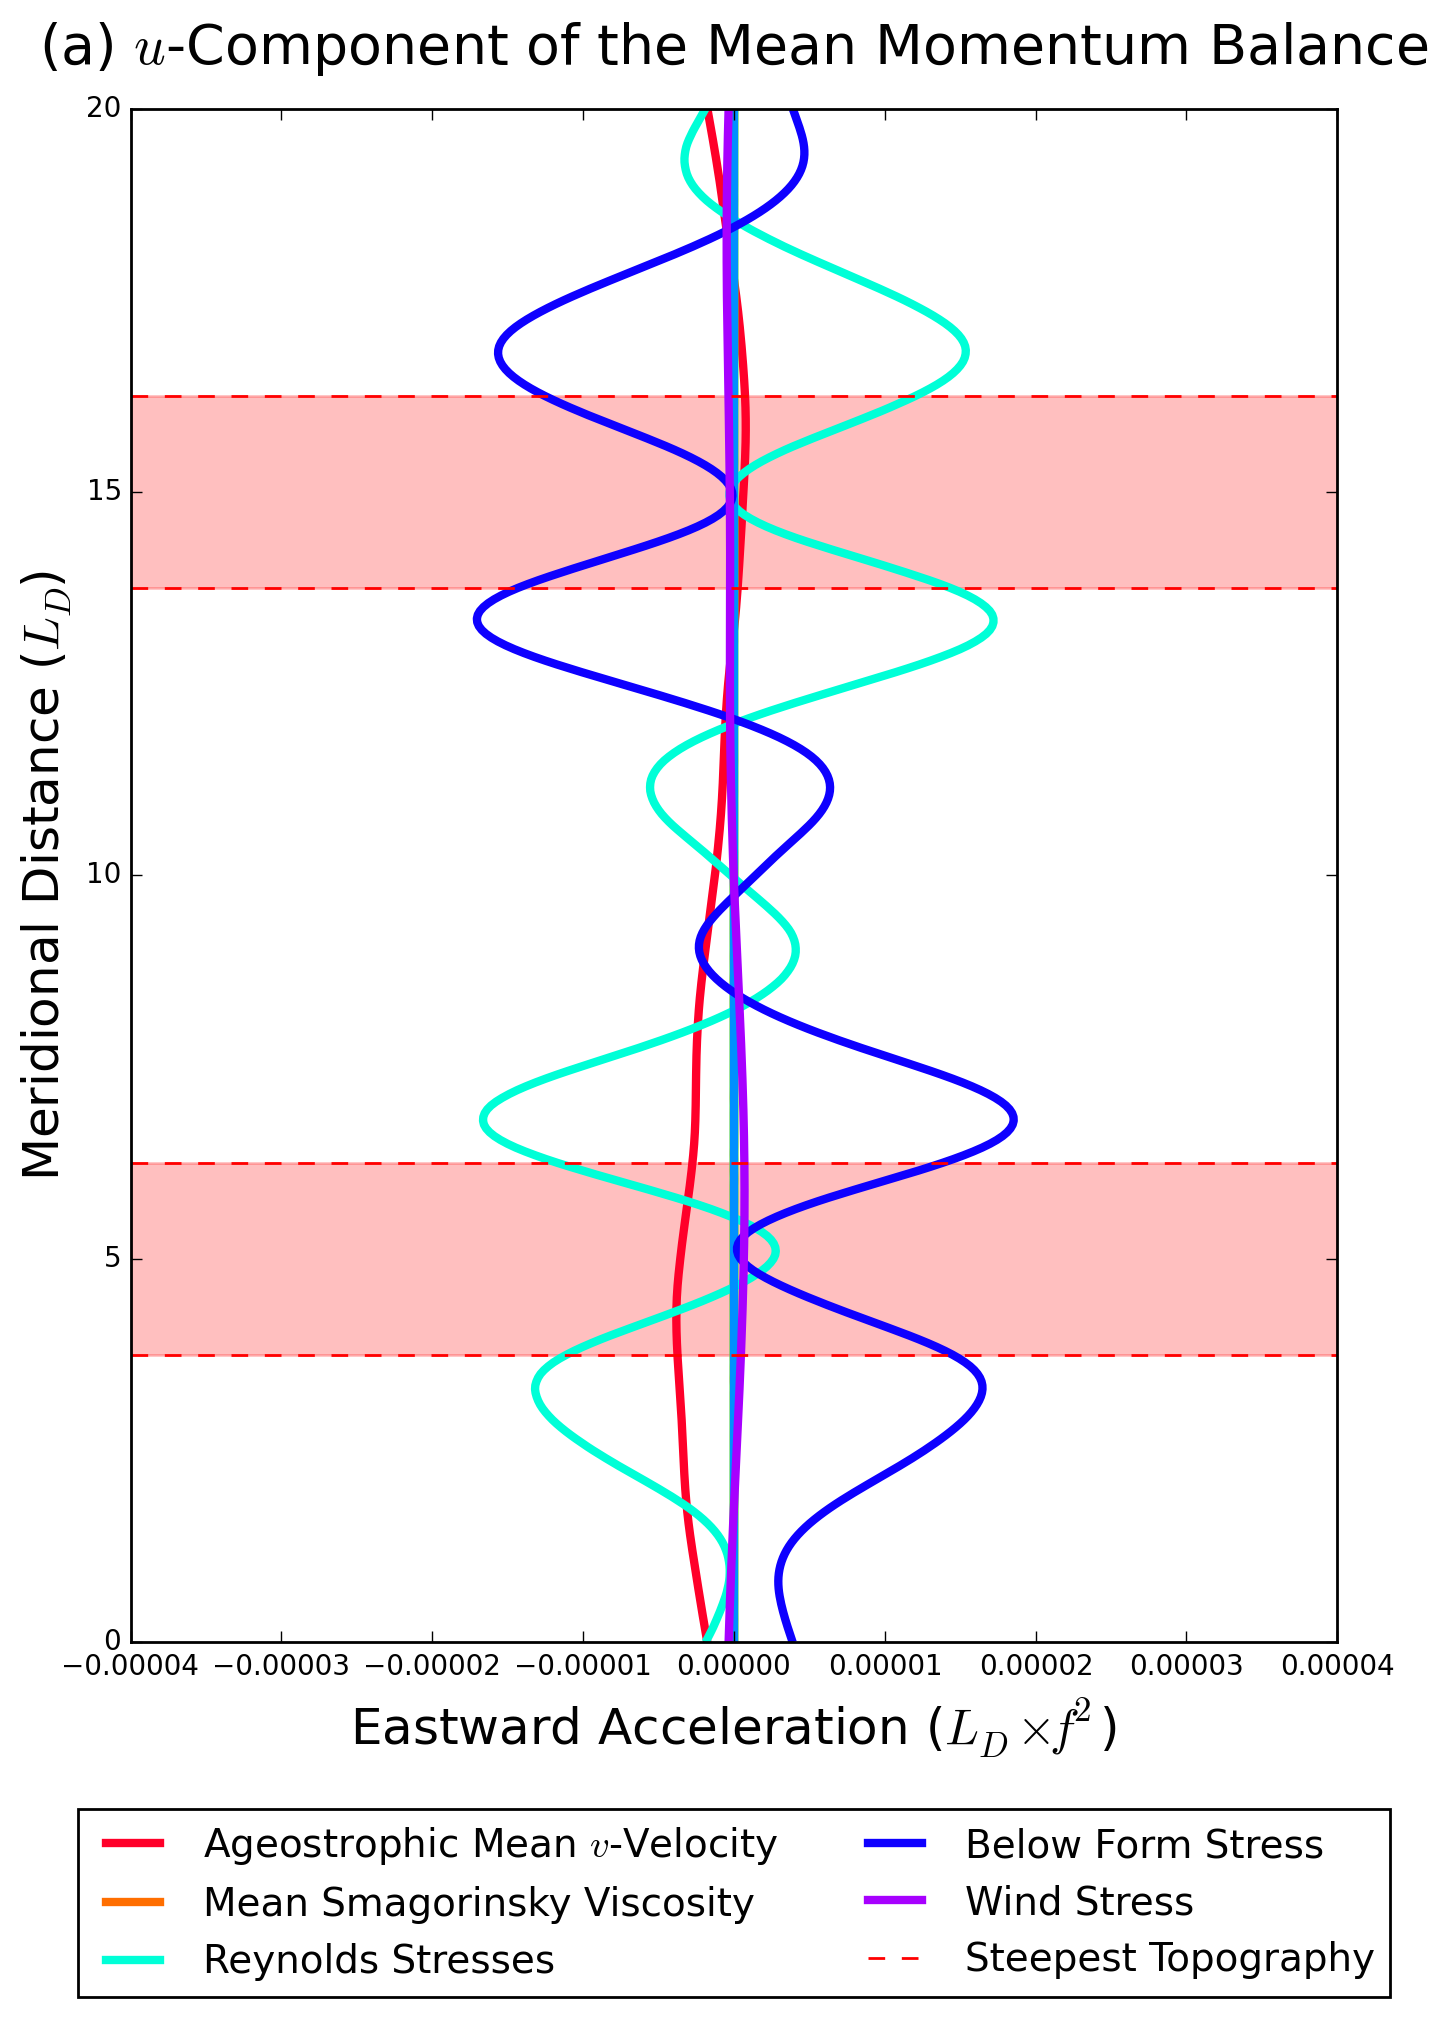 (a) u-Component of the Mean Momentum Balance
20
15
10
5
0
Meridional Distance (L_D)
−0.00004 −0.00003 −0.00002 −0.00001 0.00000 0.00001 0.00002 0.00003 0.00004
Eastward Acceleration (L_D × f²)
Ageostrophic Mean v-Velocity
Mean Smagorinsky Viscosity
Reynolds Stresses
Below Form Stress
Wind Stress
Steepest Topography